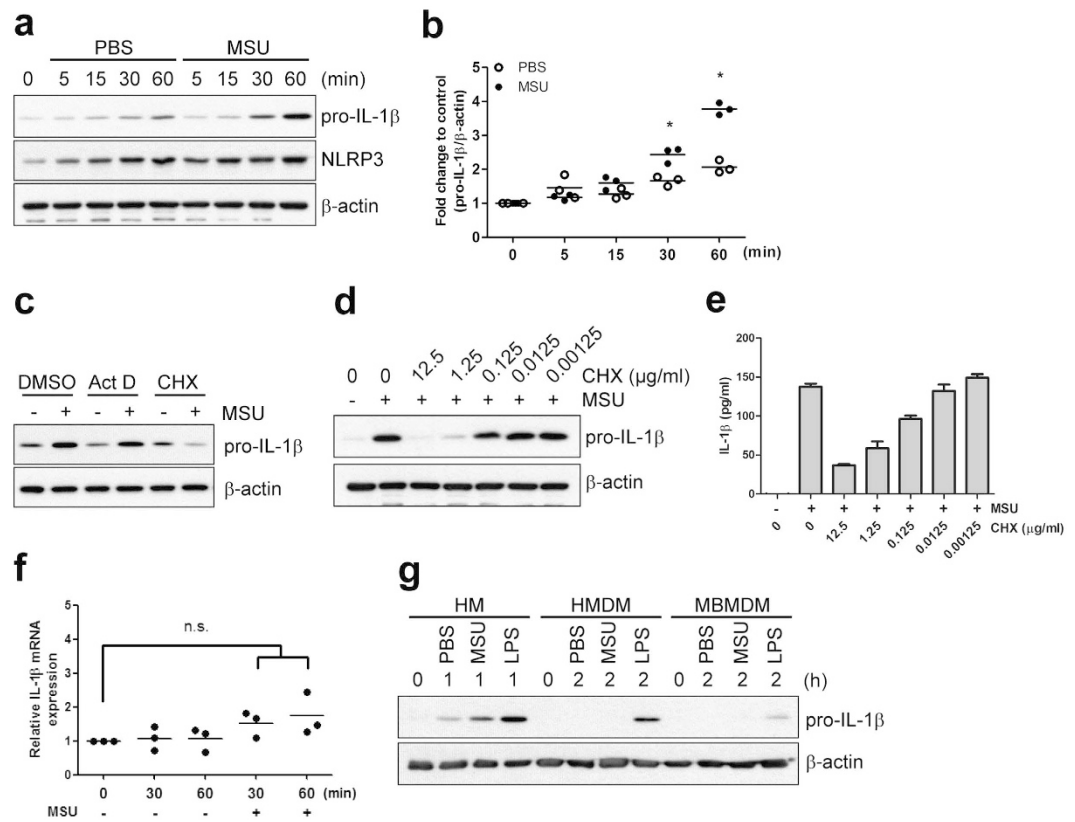 a
PBS MSU
0 5 15 30 60 5 15 30 60 (min)
pro-IL-1β
NLRP3
β-actin
b
Fold change to control
(pro-IL-1β/β-actin)
5
4
3
2
1
0
PBS
MSU
*
*
0 5 15 30 60 (min)
c
DMSO Act D CHX
- + - + - + MSU
pro-IL-1β
β-actin
d
0 0 12.5 1.25 0.125 0.0125 0.00125 CHX (µg/ml)
- + + + + + + MSU
pro-IL-1β
β-actin
e
IL-1β (pg/ml)
200
150
100
50
0
- + + + + + + MSU
0 0 12.5 1.25 0.125 0.0125 0.00125 CHX (µg/ml)
f
Relative IL-1β mRNA
expression
5
4
3
2
1
0
n.s.
0 30 60 30 60 (min)
MSU - - - + +
g
HM HMDM MBMDM
PBS MSU LPS PBS MSU LPS PBS MSU LPS
0 1 1 1 0 2 2 2 0 2 2 2 (h)
pro-IL-1β
β-actin